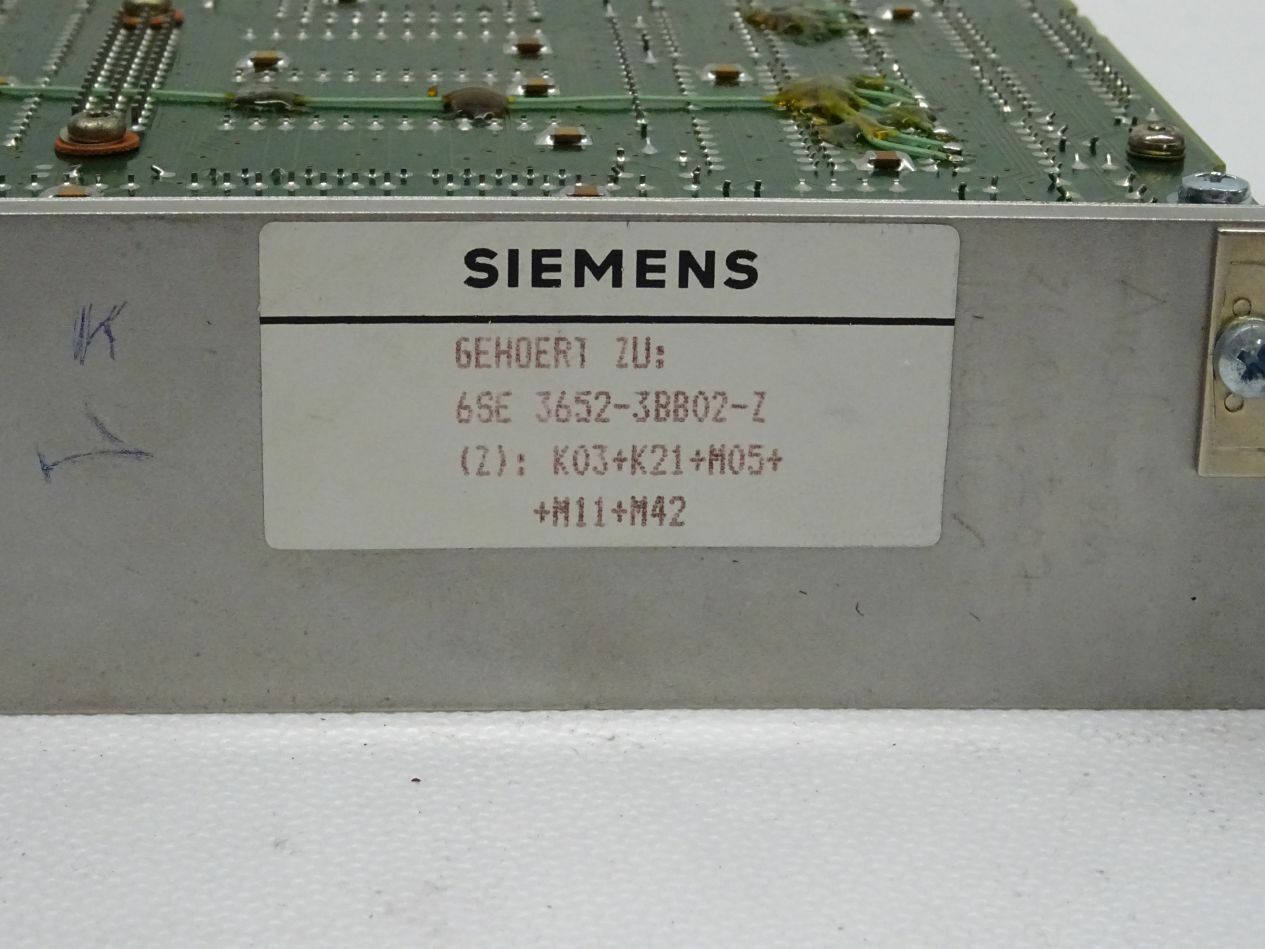 SIEMENS
GEHOERT ZU:
6SE 3652-3BB02-Z
(Z): K03+K21+M05+
+M11+M42
K